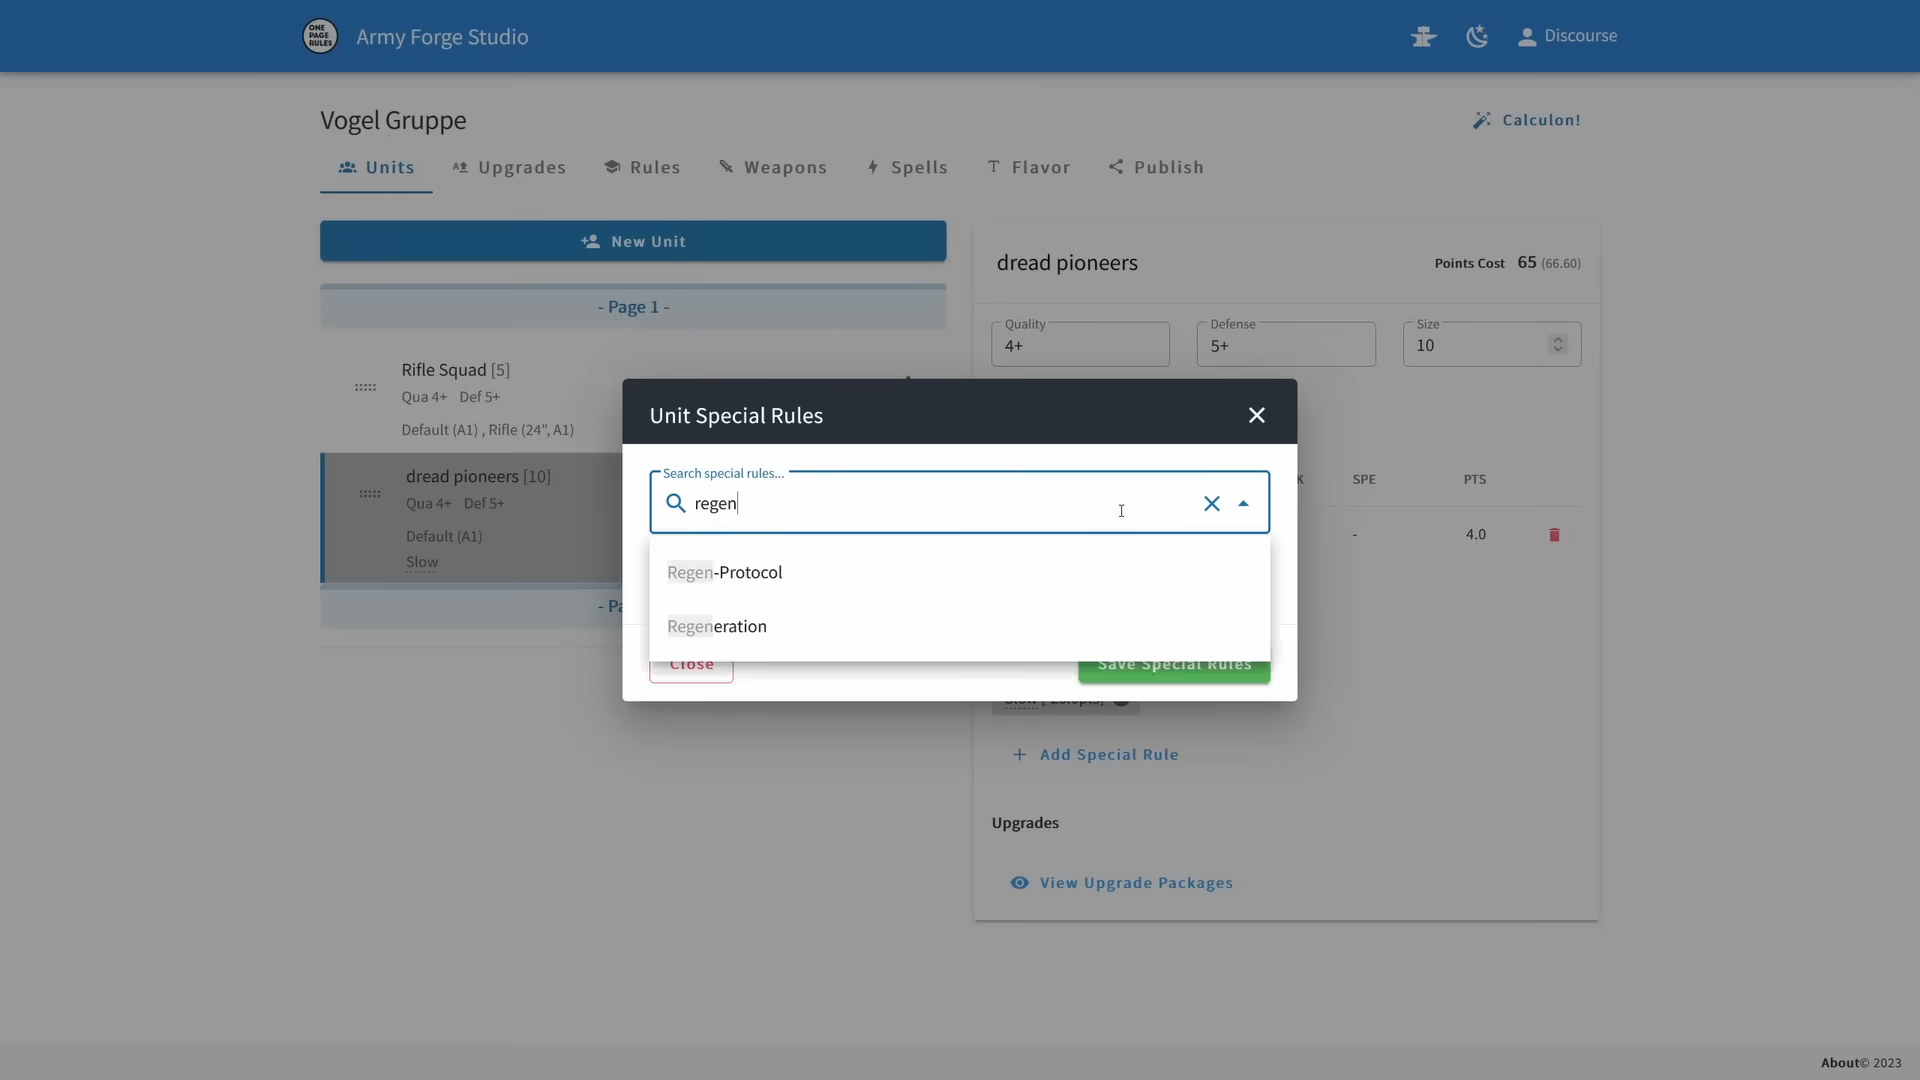 ONE
PAGE
RULES
Army Forge Studio
Discourse
Vogel Gruppe
Calculon!
Units
Upgrades
Rules
Weapons
Spells
Flavor
Publish
New Unit
- Page 1 -
Rifle Squad [5]
Qua 4+ Def 5+
Default (A1) , Rifle (24", A1)
dread pioneers [10]
Qua 4+ Def 5+
Default (A1)
Slow
dread pioneers
Points Cost 65 (66.60)
Quality
4+
Defense
5+
Size
10
SPE
PTS
-
4.0
Unit Special Rules
Search special rules...
regen
Regen-Protocol
Regeneration
Close
Save Special Rules
Add Special Rule
Upgrades
View Upgrade Packages
About© 2023